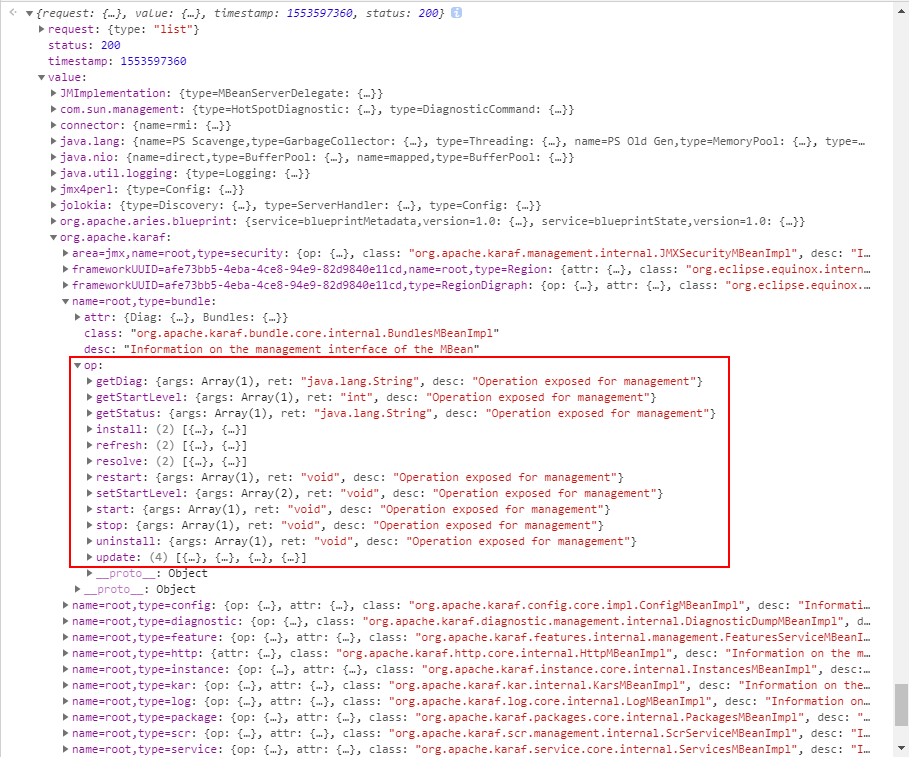 {request: {…}, value: {…}, timestamp: 1553597360, status: 200}
request: {type: "list"}
status: 200
timestamp: 1553597360
value:
JMImplementation: {type=MBeanServerDelegate: {…}}
com.sun.management: {type=HotSpotDiagnostic: {…}, type=DiagnosticCommand: {…}}
connector: {name=rmi: {…}}
java.lang: {name=PS Scavenge,type=GarbageCollector: {…}, type=Threading: {…}, name=PS Old Gen,type=MemoryPool: {…}, type=…
java.nio: {name=direct,type=BufferPool: {…}, name=mapped,type=BufferPool: {…}}
java.util.logging: {type=Logging: {…}}
jmx4perl: {type=Config: {…}}
jolokia: {type=Discovery: {…}, type=ServerHandler: {…}, type=Config: {…}}
org.apache.aries.blueprint: {service=blueprintMetadata,version=1.0: {…}, service=blueprintState,version=1.0: {…}}
org.apache.karaf:
area=jmx,name=root,type=security: {op: {…}, class: "org.apache.karaf.management.internal.JMXSecurityMBeanImpl", desc: "I…
frameworkUUID=afe73bb5-4eba-4ce8-94e9-82d9840e11cd,name=root,type=Region: {attr: {…}, class: "org.eclipse.equinox.intern…
frameworkUUID=afe73bb5-4eba-4ce8-94e9-82d9840e11cd,type=RegionDigraph: {op: {…}, attr: {…}, class: "org.eclipse.equinox.…
name=root,type=bundle:
attr: {Diag: {…}, Bundles: {…}}
class: "org.apache.karaf.bundle.core.internal.BundlesMBeanImpl"
desc: "Information on the management interface of the MBean"
op:
getDiag: {args: Array(1), ret: "java.lang.String", desc: "Operation exposed for management"}
getStartLevel: {args: Array(1), ret: "int", desc: "Operation exposed for management"}
getStatus: {args: Array(1), ret: "java.lang.String", desc: "Operation exposed for management"}
install: (2) [{…}, {…}]
refresh: (2) [{…}, {…}]
resolve: (2) [{…}, {…}]
restart: {args: Array(1), ret: "void", desc: "Operation exposed for management"}
setStartLevel: {args: Array(2), ret: "void", desc: "Operation exposed for management"}
start: {args: Array(1), ret: "void", desc: "Operation exposed for management"}
stop: {args: Array(1), ret: "void", desc: "Operation exposed for management"}
uninstall: {args: Array(1), ret: "void", desc: "Operation exposed for management"}
update: (4) [{…}, {…}, {…}, {…}]
__proto__: Object
__proto__: Object
name=root,type=config: {op: {…}, attr: {…}, class: "org.apache.karaf.config.core.impl.ConfigMBeanImpl", desc: "Informati…
name=root,type=diagnostic: {op: {…}, attr: {…}, class: "org.apache.karaf.diagnostic.management.internal.DiagnosticDumpMBeanImpl", d…
name=root,type=feature: {op: {…}, attr: {…}, class: "org.apache.karaf.features.internal.management.FeaturesServiceMBeanI…
name=root,type=http: {attr: {…}, class: "org.apache.karaf.http.core.internal.HttpMBeanImpl", desc: "Information on the m…
name=root,type=instance: {op: {…}, attr: {…}, class: "org.apache.karaf.instance.core.internal.InstancesMBeanImpl", desc:…
name=root,type=kar: {op: {…}, attr: {…}, class: "org.apache.karaf.kar.internal.KarsMBeanImpl", desc: "Information on the…
name=root,type=log: {op: {…}, attr: {…}, class: "org.apache.karaf.log.core.internal.LogMBeanImpl", desc: "Information on…
name=root,type=package: {op: {…}, attr: {…}, class: "org.apache.karaf.packages.core.internal.PackagesMBeanImpl", desc: "…
name=root,type=scr: {op: {…}, attr: {…}, class: "org.apache.karaf.scr.management.internal.ScrServiceMBeanImpl", desc: "I…
name=root,type=service: {op: {…}, attr: {…}, class: "org.apache.karaf.service.core.internal.ServicesMBeanImpl", desc: "I…